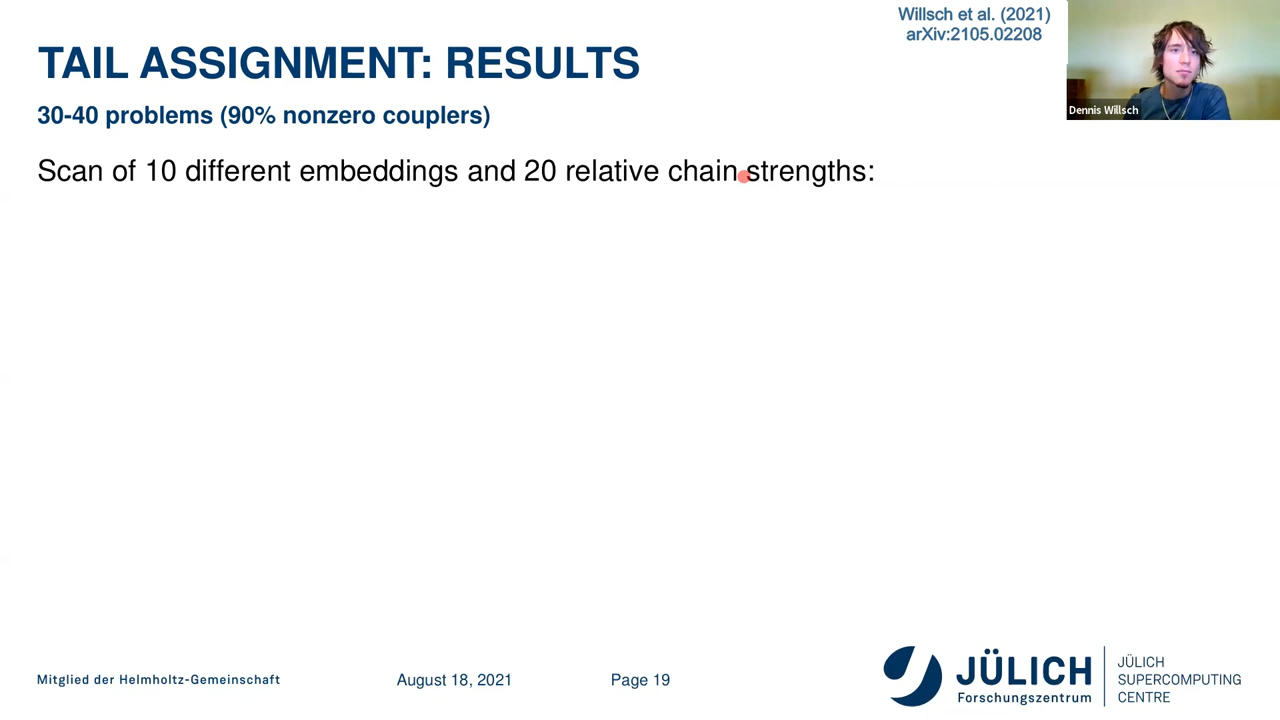 Willsch et al. (2021)
arXiv:2105.02208
TAIL ASSIGNMENT: RESULTS
30-40 problems (90% nonzero couplers)
Dennis Willsch
Scan of 10 different embeddings and 20 relative chain strengths:
Mitglied der Helmholtz-Gemeinschaft
August 18, 2021
Page 19
JÜLICH
Forschungszentrum
JÜLICH
SUPERCOMPUTING
CENTRE